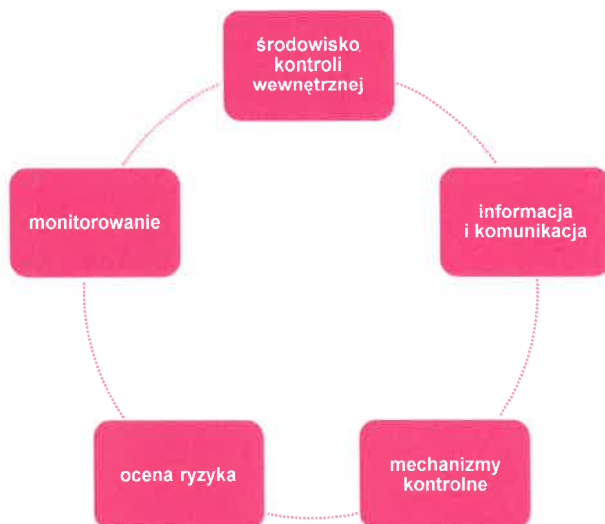 środowisko
kontroli
wewnętrznej
informacja
i komunikacja
mechanizmy
kontrolne
ocena ryzyka
monitorowanie